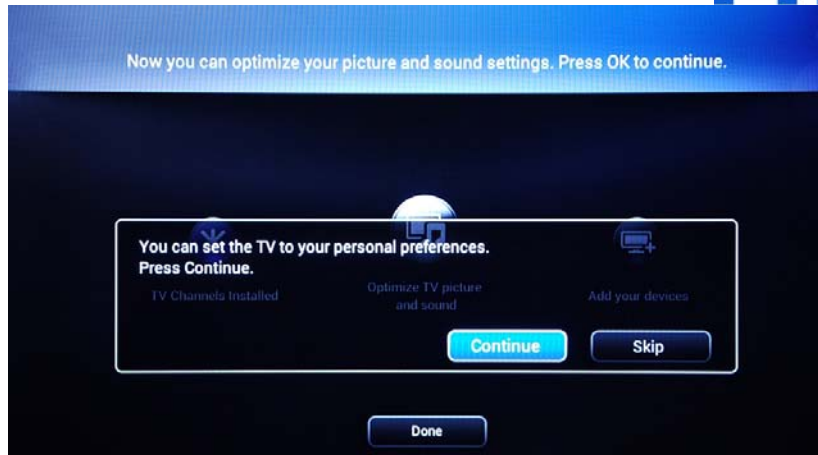 Now you can optimize your picture and sound settings. Press OK to continue.
You can set the TV to your personal preferences.
Press Continue.
TV Channels Installed
Optimize TV picture
and sound
Add your devices
Continue
Skip
Done